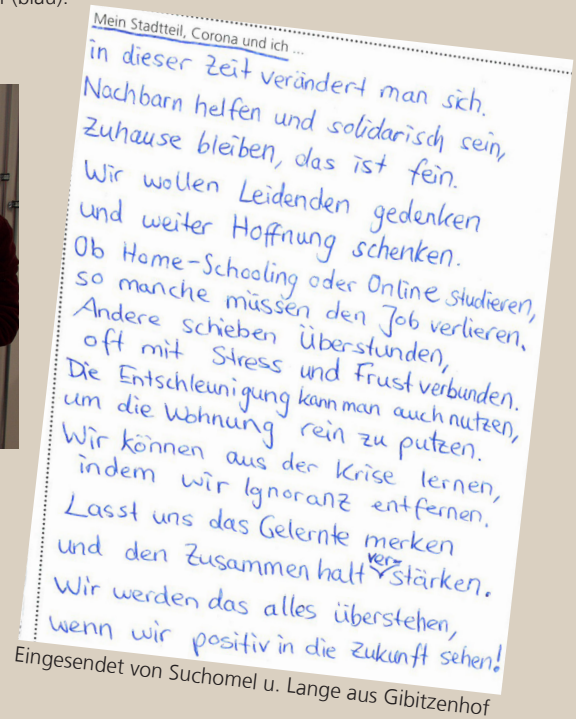 (blau).
Mein Stadtteil, Corona und ich ...
in dieser Zeit verändert man sich.
Nachbarn helfen und solidarisch sein,
Zuhause bleiben, das ist fein.
Wir wollen Leidenden gedenken
und weiter Hoffnung schenken.
Ob Home-Schooling oder Online studieren,
so manche müssen den Job verlieren.
Andere schieben Überstunden,
oft mit Stress und Frust verbunden.
Die Entschleunigung kann man auch nutzen,
um die Wohnung rein zu putzen.
Wir können aus der Krise lernen,
indem wir Ignoranz entfernen.
Lasst uns das Gelernte merken
und den Zusammenhalt verstärken.
Wir werden das alles überstehen,
wenn wir positiv in die Zukunft sehen!
Eingesendet von Suchomel u. Lange aus Gibitzenhof